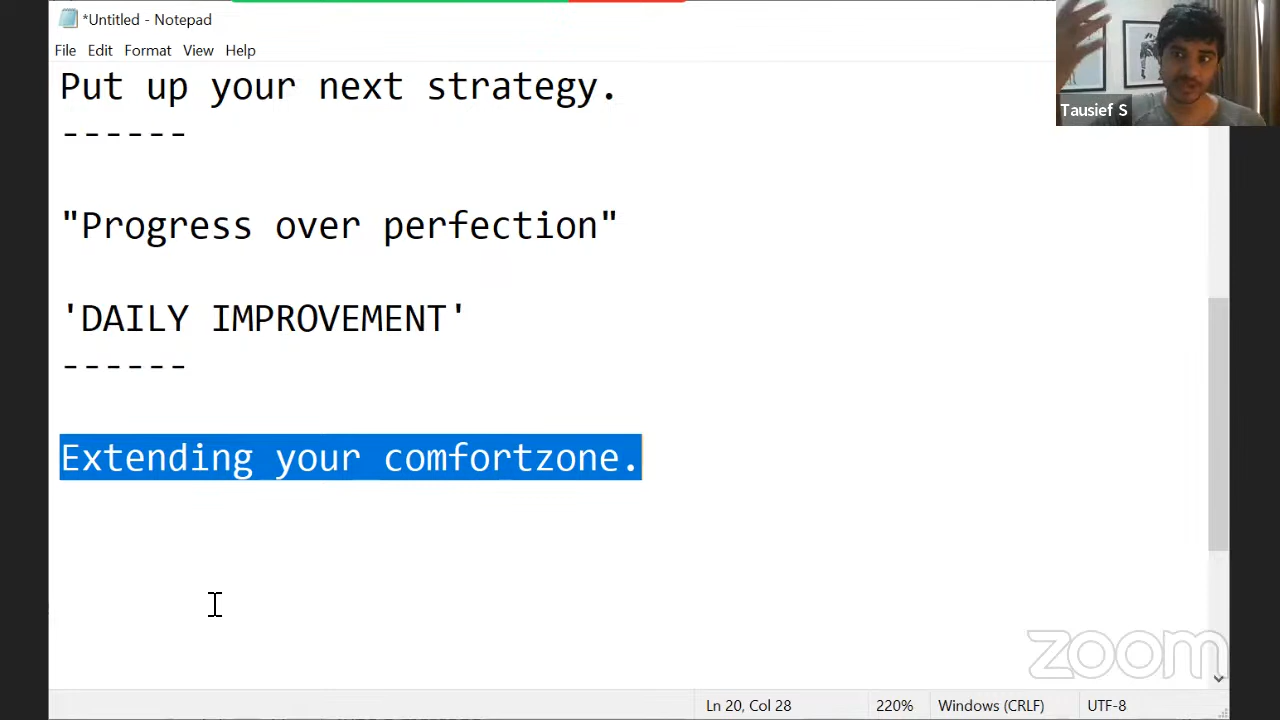 *Untitled - Notepad
File Edit Format View Help
Put up your next strategy.
------
"Progress over perfection"
'DAILY IMPROVEMENT'
------
Extending your comfortzone.
Tausief S
zoom
Ln 20, Col 28 220% Windows (CRLF) UTF-8